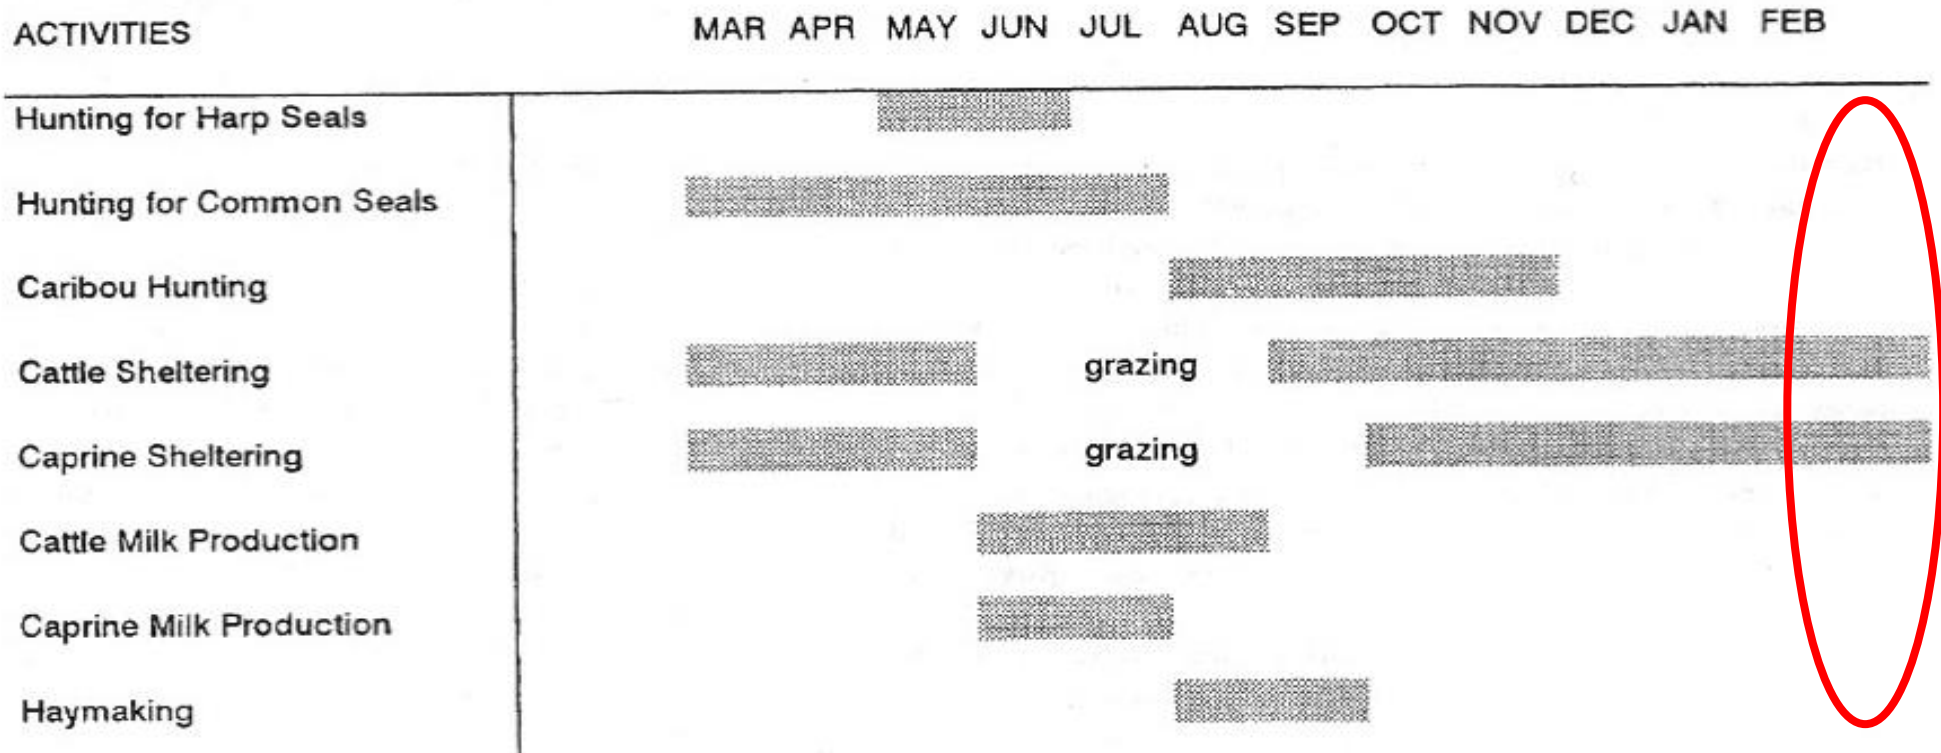 ACTIVITIES MAR APR MAY JUN JUL AUG SEP OCT NOV DEC JAN FEB
Hunting for Harp Seals
Hunting for Common Seals
Caribou Hunting
Cattle Sheltering grazing
Caprine Sheltering grazing
Cattle Milk Production
Caprine Milk Production
Haymaking